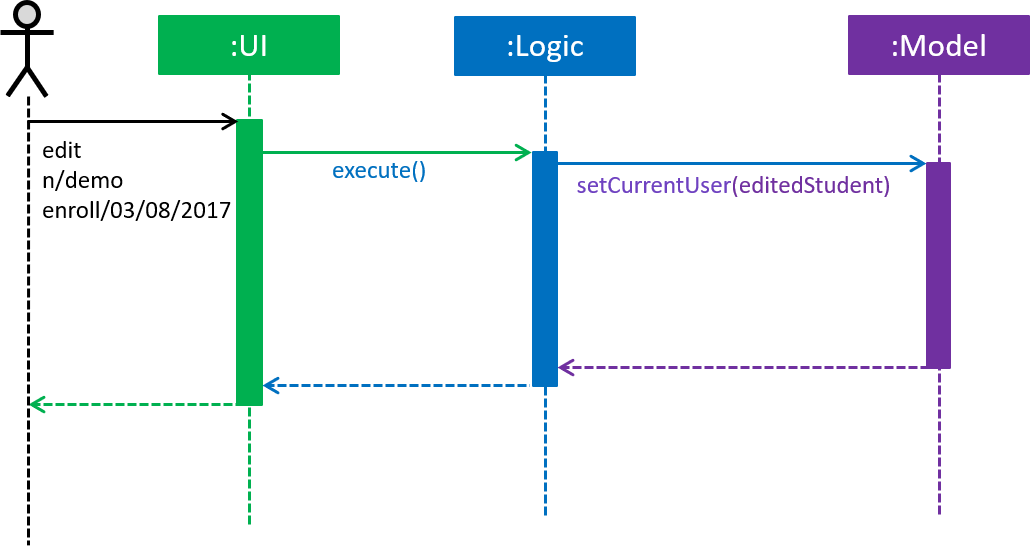 :UI
:Logic
:Model
edit
n/demo
enroll/03/08/2017
execute()
setCurrentUser(editedStudent)